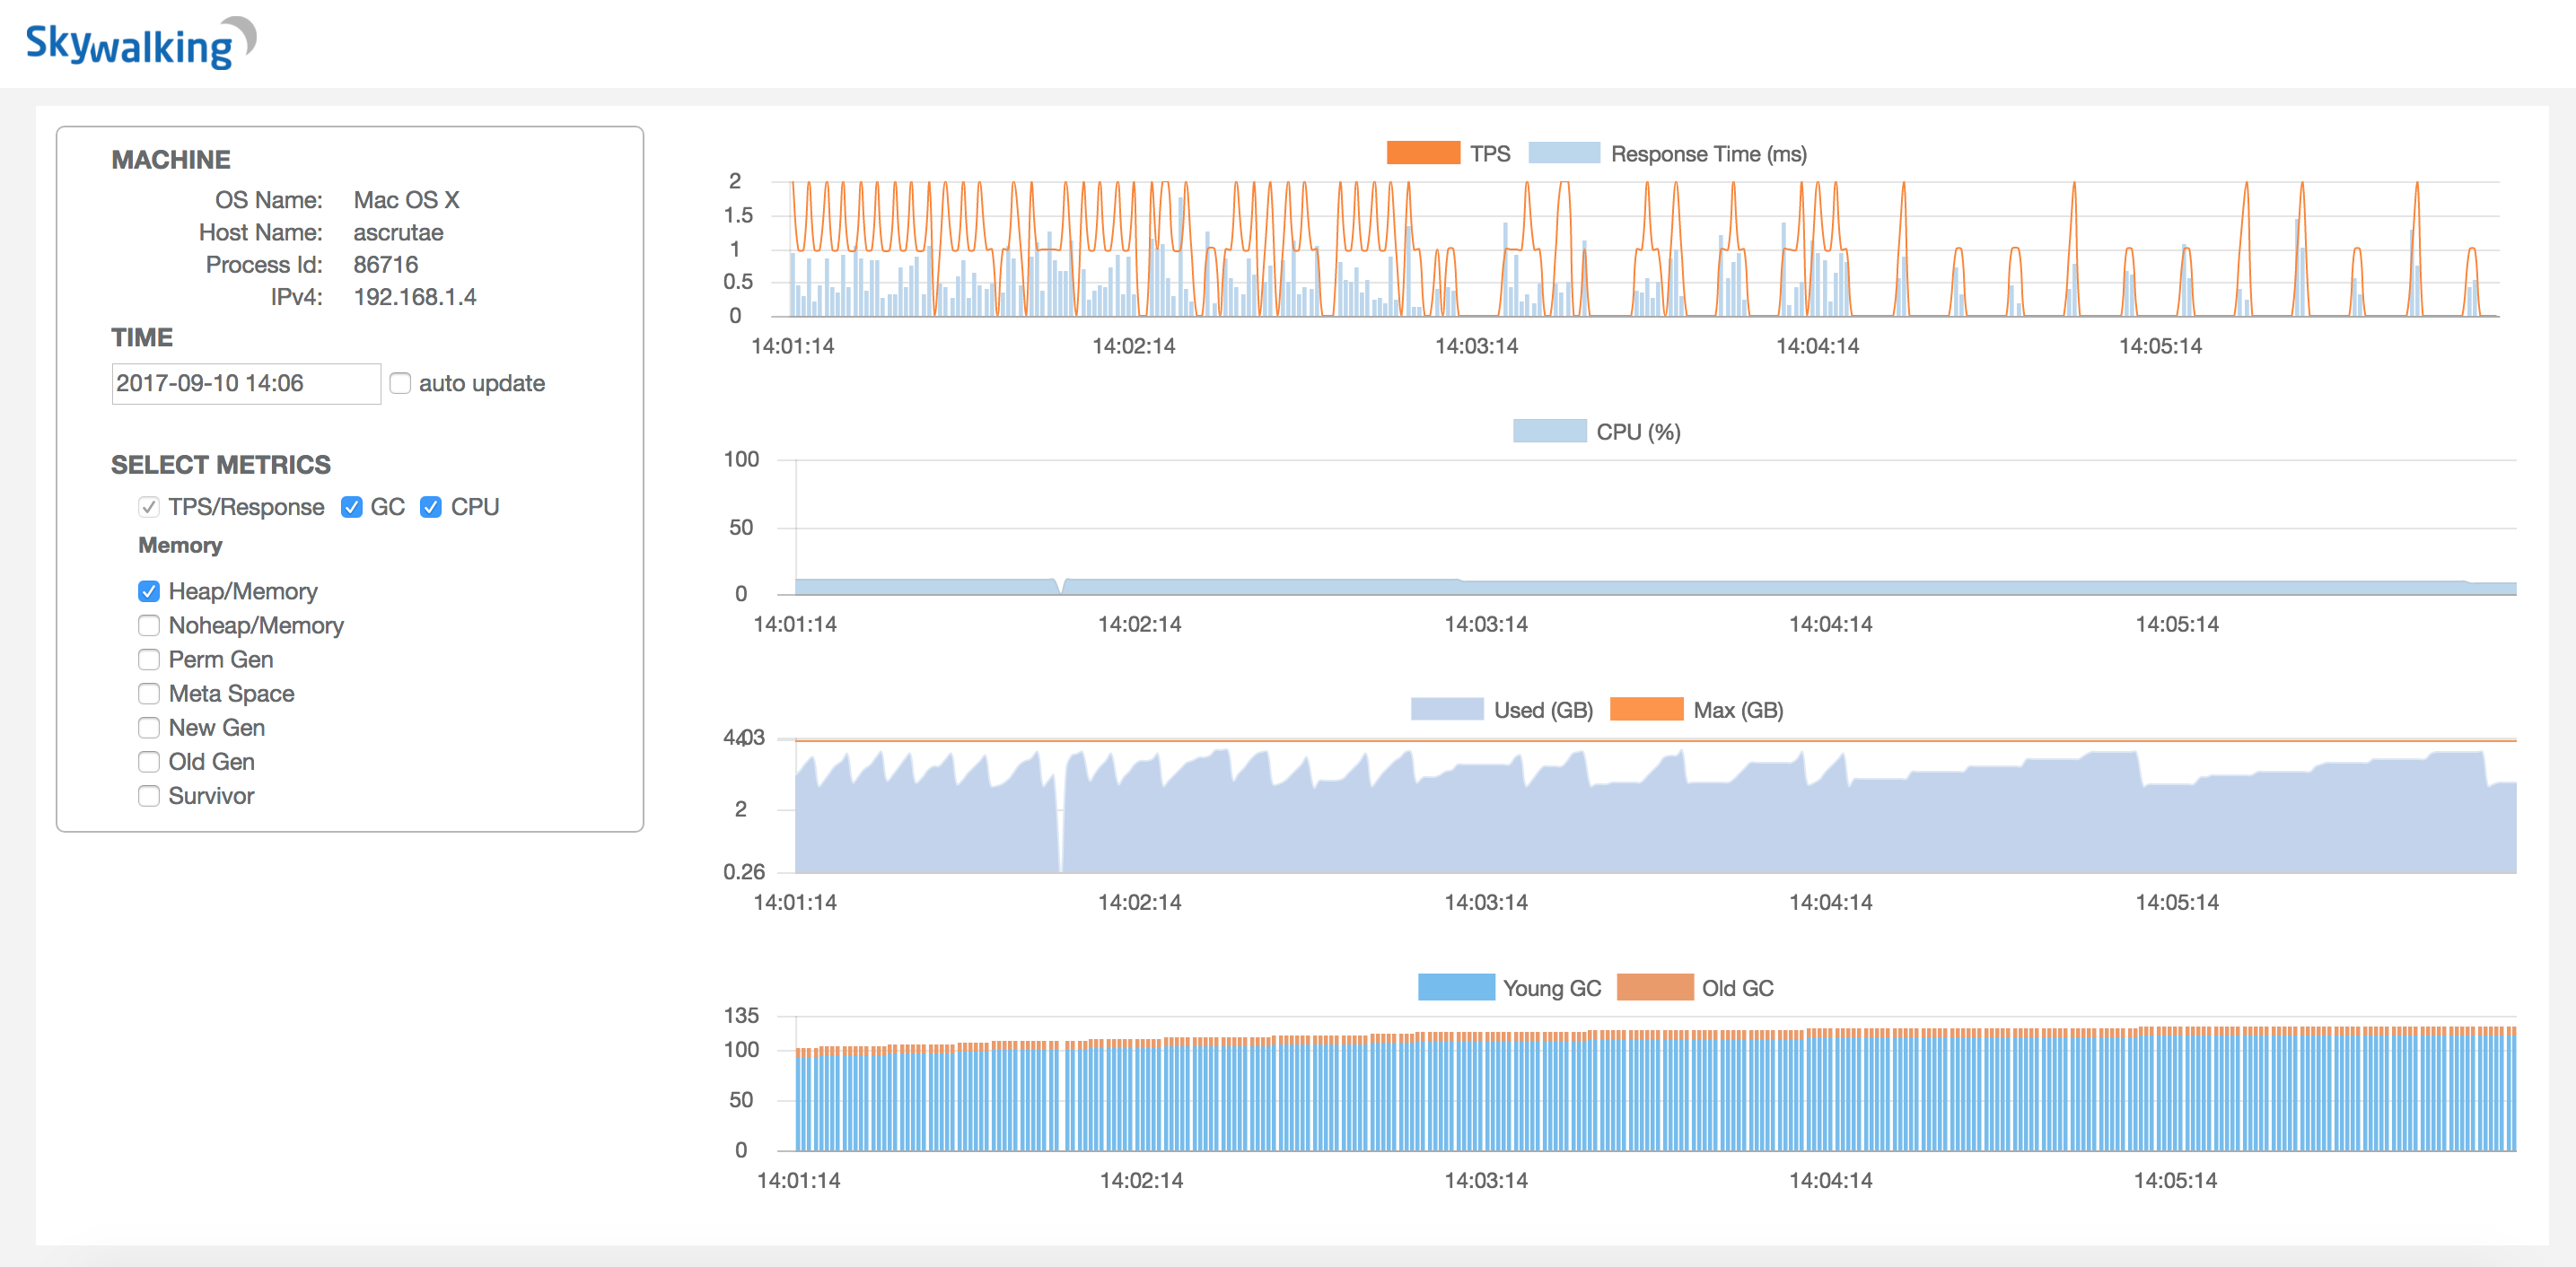 Skywalking
MACHINE
OS Name: Mac OS X
Host Name: ascrutae
Process Id: 86716
IPv4: 192.168.1.4
TIME
2017-09-10 14:06 auto update
SELECT METRICS
TPS/Response GC CPU
Memory
Heap/Memory
Noheap/Memory
Perm Gen
Meta Space
New Gen
Old Gen
Survivor
TPS Response Time (ms)
2
1.5
1
0.5
0
14:01:14 14:02:14 14:03:14 14:04:14 14:05:14
CPU (%)
100
50
0
14:01:14 14:02:14 14:03:14 14:04:14 14:05:14
Used (GB) Max (GB)
4.03
4
2
0.26
14:01:14 14:02:14 14:03:14 14:04:14 14:05:14
Young GC Old GC
135
100
50
0
14:01:14 14:02:14 14:03:14 14:04:14 14:05:14